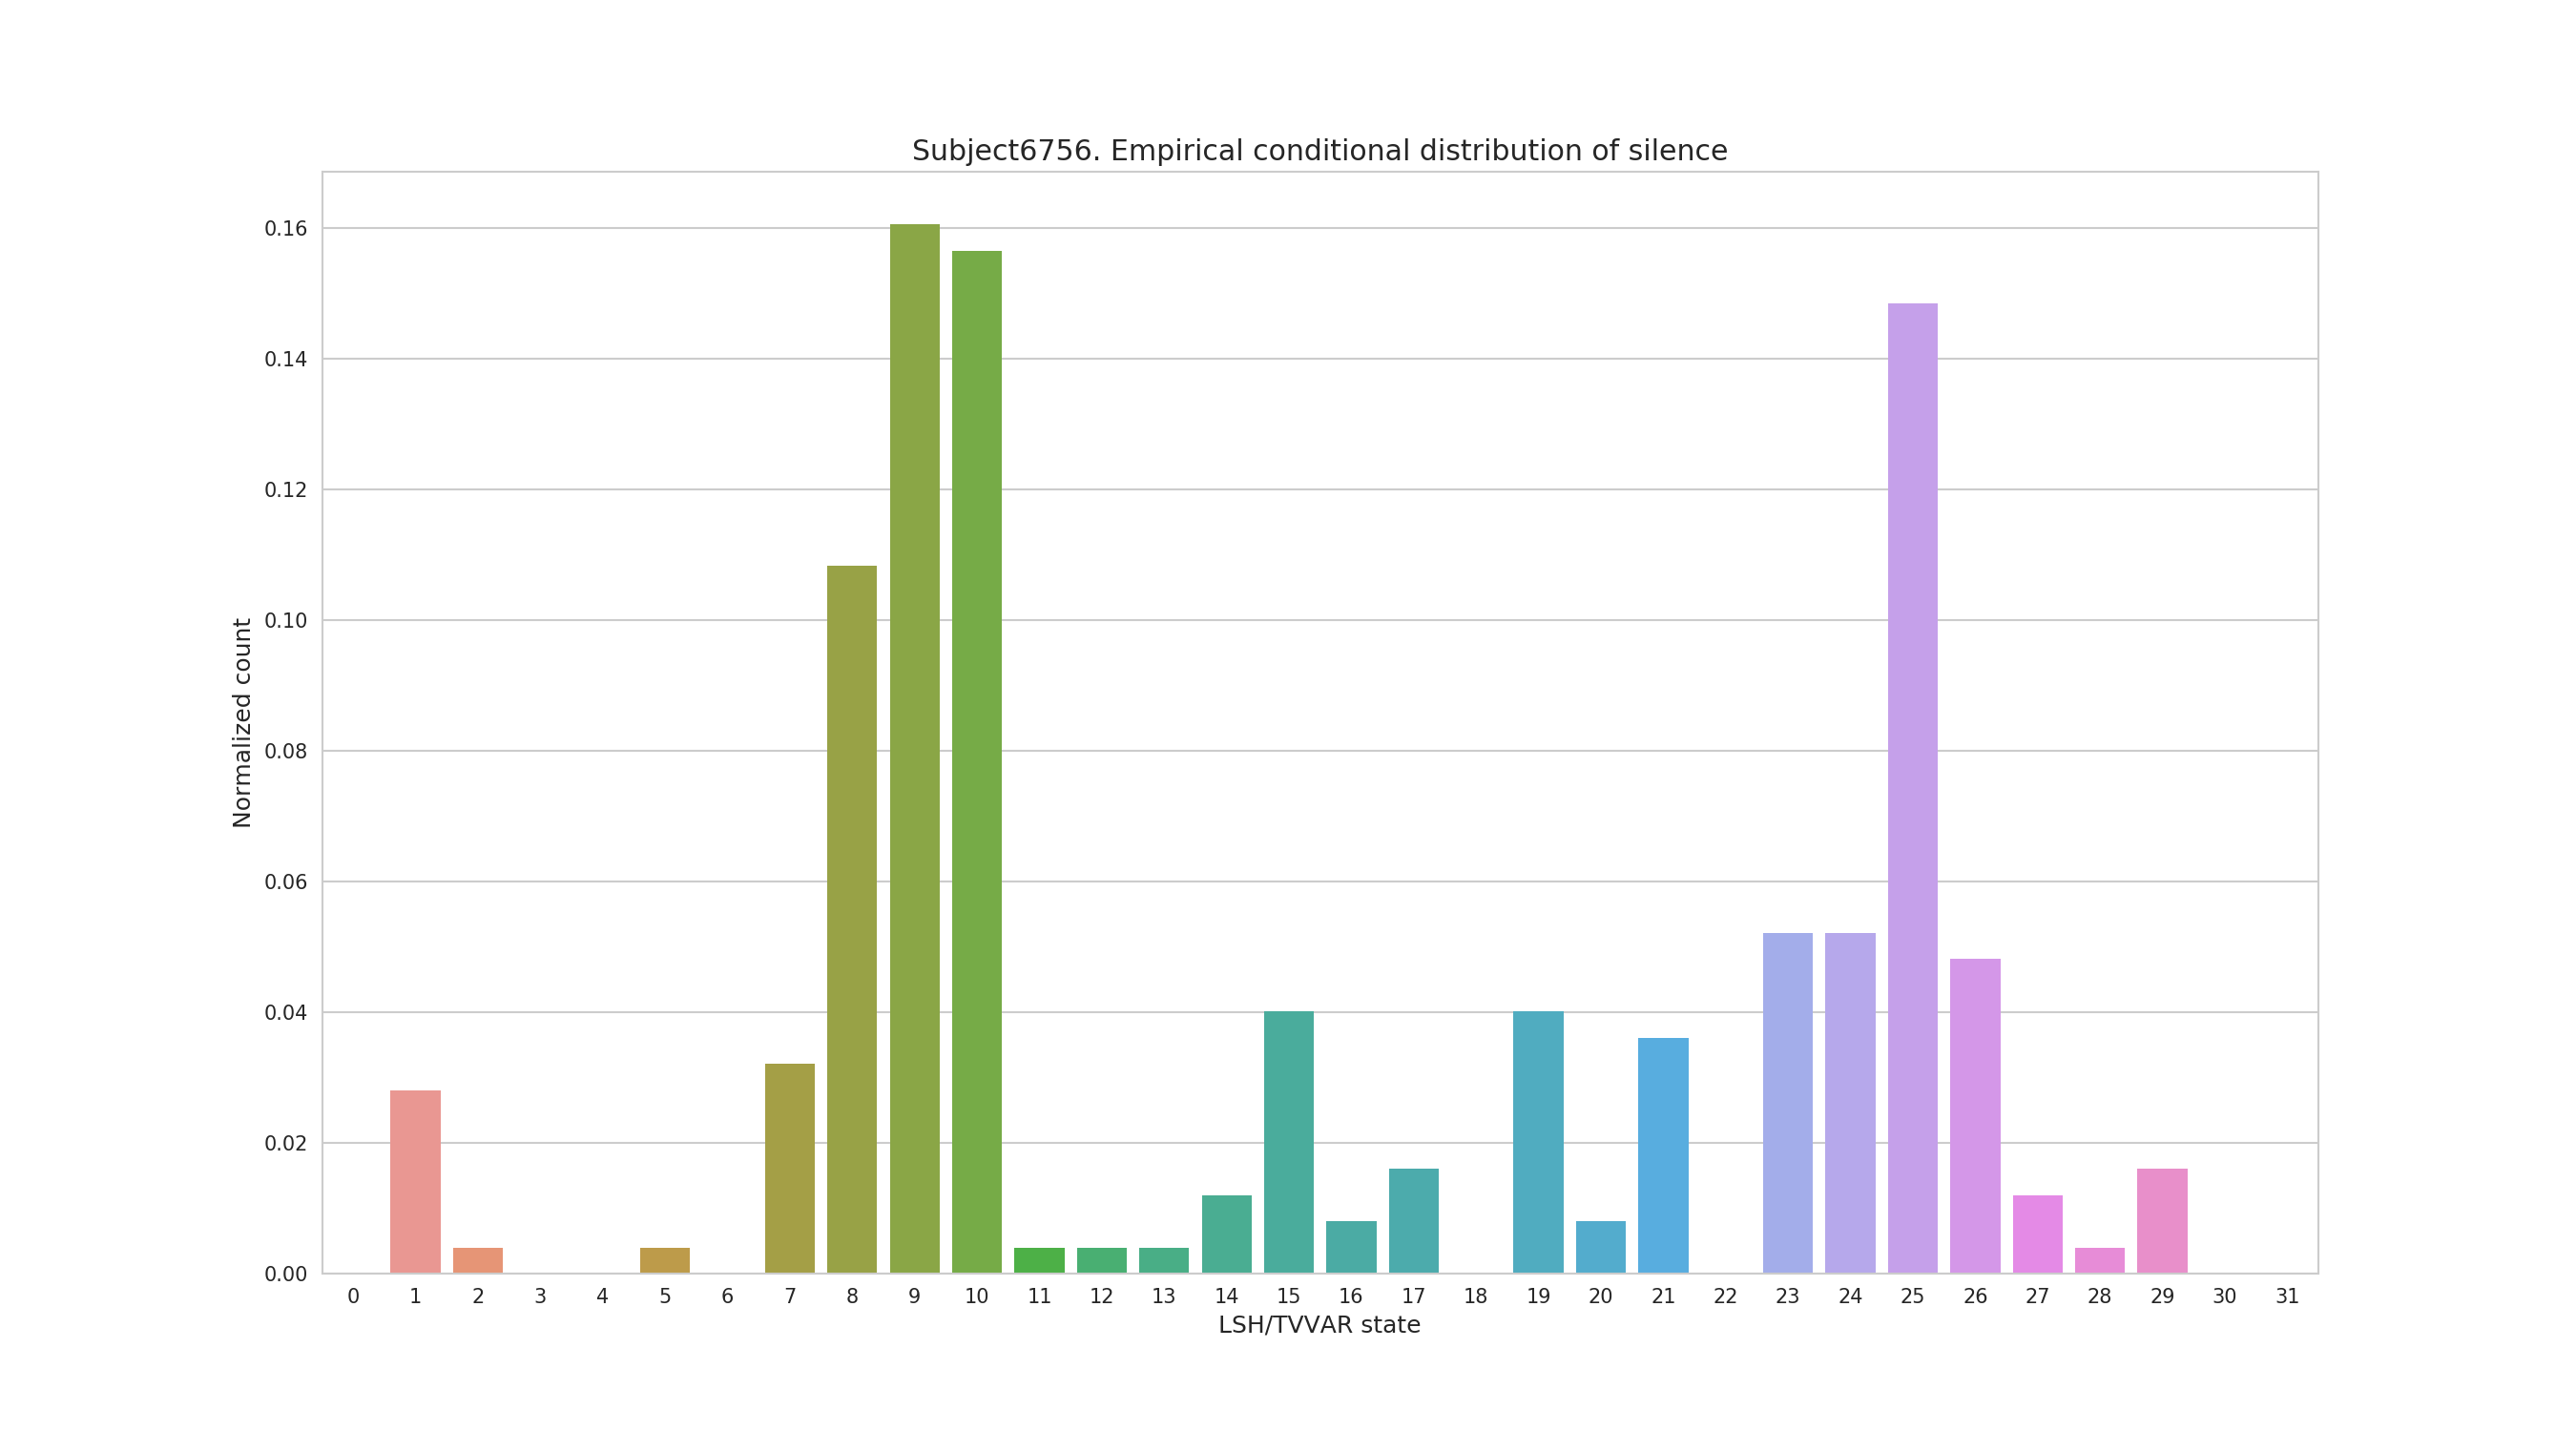 Subject6756. Empirical conditional distribution of silence
Normalized count
0.16
0.14
0.12
0.10
0.08
0.06
0.04
0.02
0.00
0 1 2 3 4 5 6 7 8 9 10 11 12 13 14 15 16 17 18 19 20 21 22 23 24 25 26 27 28 29 30 31
LSH/TVVAR state